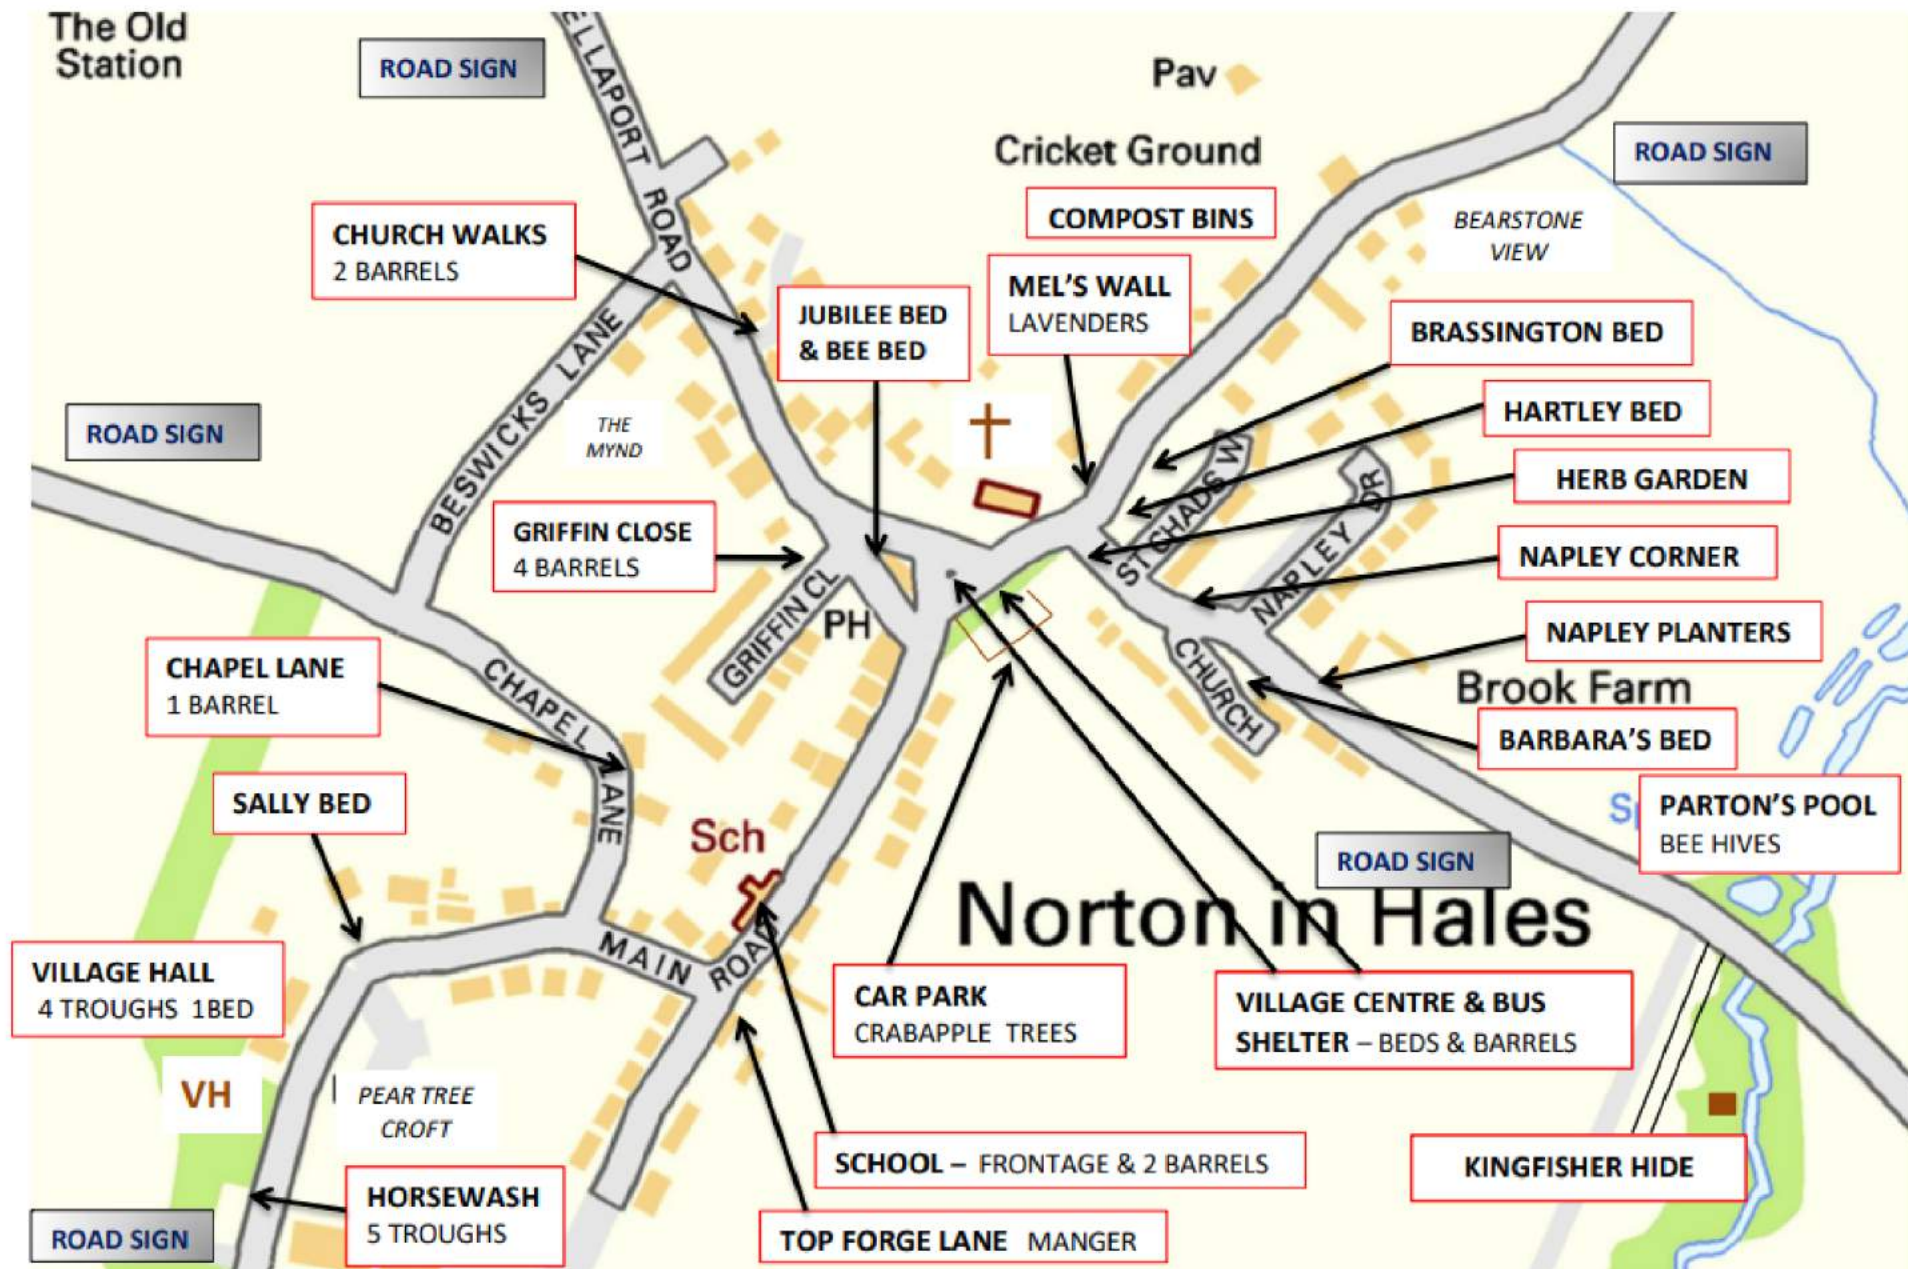 The Old
Station
ROAD SIGN
ELLAPORT
ROAD
Pav
Cricket Ground
ROAD SIGN
CHURCH WALKS
2 BARRELS
COMPOST BINS
BEARSTONE
VIEW
MEL'S WALL
LAVENDERS
JUBILEE BED
& BEE BED
BRASSINGTON BED
HARTLEY BED
ROAD SIGN
BESWICKS LANE
THE
MYND
HERB GARDEN
ST CHADS W
NAPLEY DR
GRIFFIN CLOSE
4 BARRELS
NAPLEY CORNER
GRIFFIN CL
PH
NAPLEY PLANTERS
CHURCH
Brook Farm
CHAPEL LANE
1 BARREL
CHAPEL
LANE
BARBARA'S BED
SALLY BED
PARTON'S POOL
BEE HIVES
Sch
ROAD SIGN
Norton in Hales
MAIN
ROAD
VILLAGE HALL
4 TROUGHS 1BED
CAR PARK
CRABAPPLE TREES
VILLAGE CENTRE & BUS
SHELTER – BEDS & BARRELS
VH
PEAR TREE
CROFT
SCHOOL – FRONTAGE & 2 BARRELS
KINGFISHER HIDE
HORSEWASH
5 TROUGHS
ROAD SIGN
TOP FORGE LANE MANGER